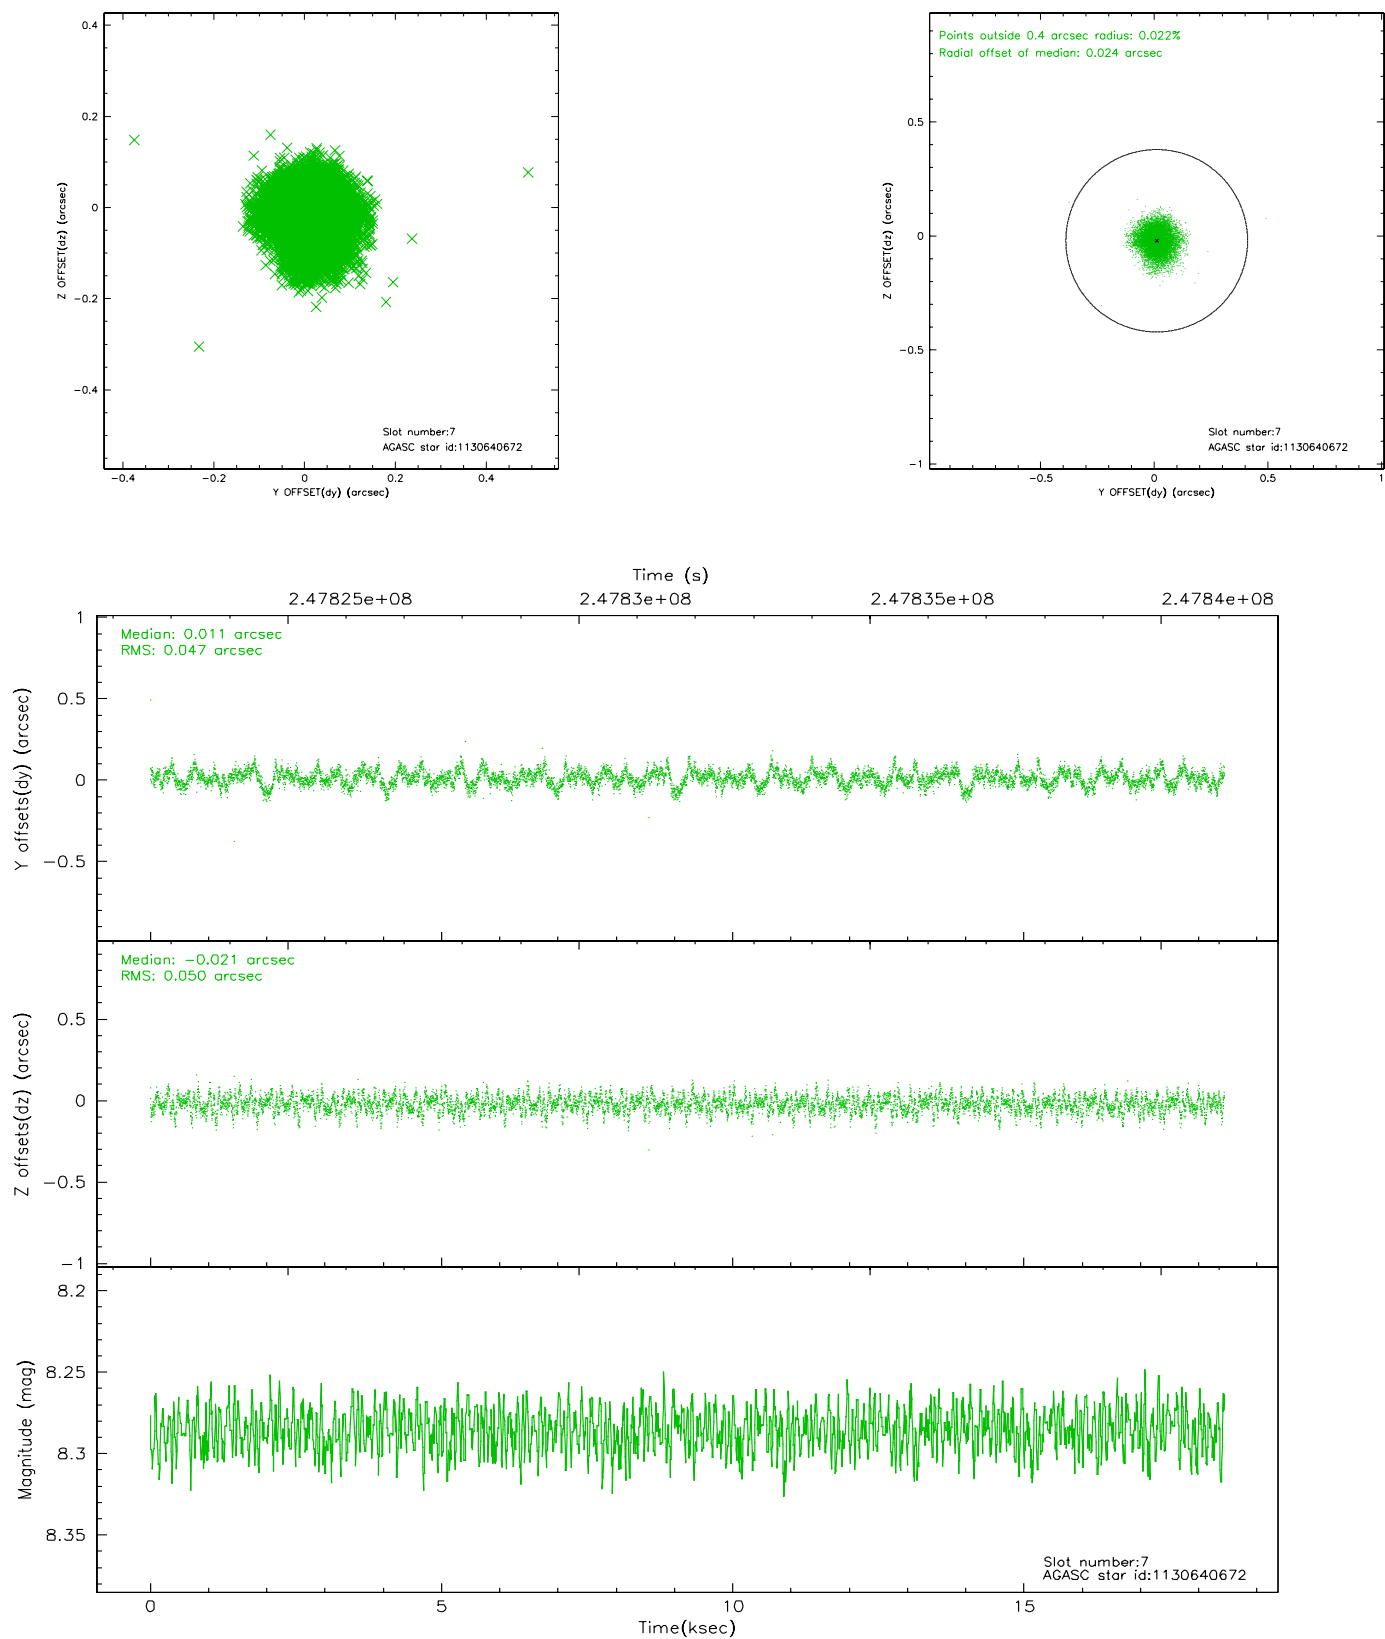 0.4
0.2
0
−0.2
−0.4
Z OFFSET(dz) (arcsec)
Slot number:7
AGASC star id:1130640672
−0.4 −0.2 0 0.2 0.4
Y OFFSET(dy) (arcsec)
Points outside 0.4 arcsec radius: 0.022%
Radial offset of median: 0.024 arcsec
0.5
0
−0.5
−1
Z OFFSET(dz) (arcsec)
Slot number:7
AGASC star id:1130640672
−0.5 0 0.5 1
Y OFFSET(dy) (arcsec)
Time (s)
2.47825e+08 2.4783e+08 2.47835e+08 2.4784e+08
1
0.5
0
−0.5
Y offsets(dy) (arcsec)
Median: 0.011 arcsec
RMS: 0.047 arcsec
0.5
0
−0.5
−1
Z offsets(dz) (arcsec)
Median: −0.021 arcsec
RMS: 0.050 arcsec
8.2
8.25
8.3
8.35
Magnitude (mag)
Slot number:7
AGASC star id:1130640672
0 5 10 15
Time(ksec)